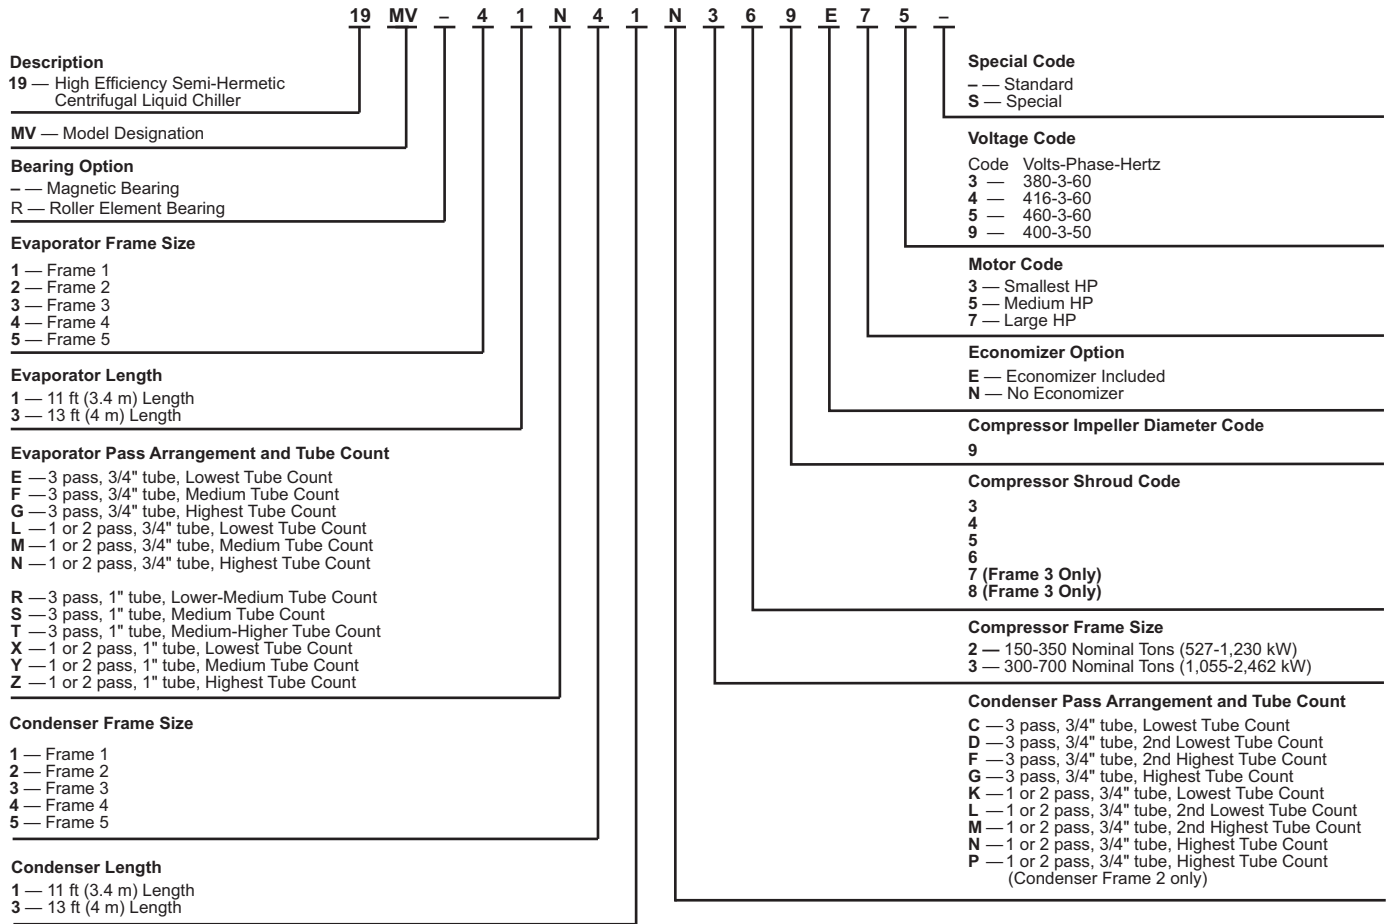 19 MV – 4 1 N 4 1 N 3 6 9 E 7 5 –
Description
19 — High Efficiency Semi-Hermetic
Centrifugal Liquid Chiller
MV — Model Designation
Bearing Option
– — Magnetic Bearing
R — Roller Element Bearing
Evaporator Frame Size
1 — Frame 1
2 — Frame 2
3 — Frame 3
4 — Frame 4
5 — Frame 5
Evaporator Length
1 — 11 ft (3.4 m) Length
3 — 13 ft (4 m) Length
Evaporator Pass Arrangement and Tube Count
E — 3 pass, 3/4" tube, Lowest Tube Count
F — 3 pass, 3/4" tube, Medium Tube Count
G — 3 pass, 3/4" tube, Highest Tube Count
L — 1 or 2 pass, 3/4" tube, Lowest Tube Count
M — 1 or 2 pass, 3/4" tube, Medium Tube Count
N — 1 or 2 pass, 3/4" tube, Highest Tube Count
R — 3 pass, 1" tube, Lower-Medium Tube Count
S — 3 pass, 1" tube, Medium Tube Count
T — 3 pass, 1" tube, Medium-Higher Tube Count
X — 1 or 2 pass, 1" tube, Lowest Tube Count
Y — 1 or 2 pass, 1" tube, Medium Tube Count
Z — 1 or 2 pass, 1" tube, Highest Tube Count
Condenser Frame Size
1 — Frame 1
2 — Frame 2
3 — Frame 3
4 — Frame 4
5 — Frame 5
Condenser Length
1 — 11 ft (3.4 m) Length
3 — 13 ft (4 m) Length
Special Code
– — Standard
S — Special
Voltage Code
Code Volts-Phase-Hertz
3 — 380-3-60
4 — 416-3-60
5 — 460-3-60
9 — 400-3-50
Motor Code
3 — Smallest HP
5 — Medium HP
7 — Large HP
Economizer Option
E — Economizer Included
N — No Economizer
Compressor Impeller Diameter Code
9
Compressor Shroud Code
3
4
5
6
7 (Frame 3 Only)
8 (Frame 3 Only)
Compressor Frame Size
2 — 150-350 Nominal Tons (527-1,230 kW)
3 — 300-700 Nominal Tons (1,055-2,462 kW)
Condenser Pass Arrangement and Tube Count
C — 3 pass, 3/4" tube, Lowest Tube Count
D — 3 pass, 3/4" tube, 2nd Lowest Tube Count
F — 3 pass, 3/4" tube, 2nd Highest Tube Count
G — 3 pass, 3/4" tube, Highest Tube Count
K — 1 or 2 pass, 3/4" tube, Lowest Tube Count
L — 1 or 2 pass, 3/4" tube, 2nd Lowest Tube Count
M — 1 or 2 pass, 3/4" tube, 2nd Highest Tube Count
N — 1 or 2 pass, 3/4" tube, Highest Tube Count
P — 1 or 2 pass, 3/4" tube, Highest Tube Count
(Condenser Frame 2 only)